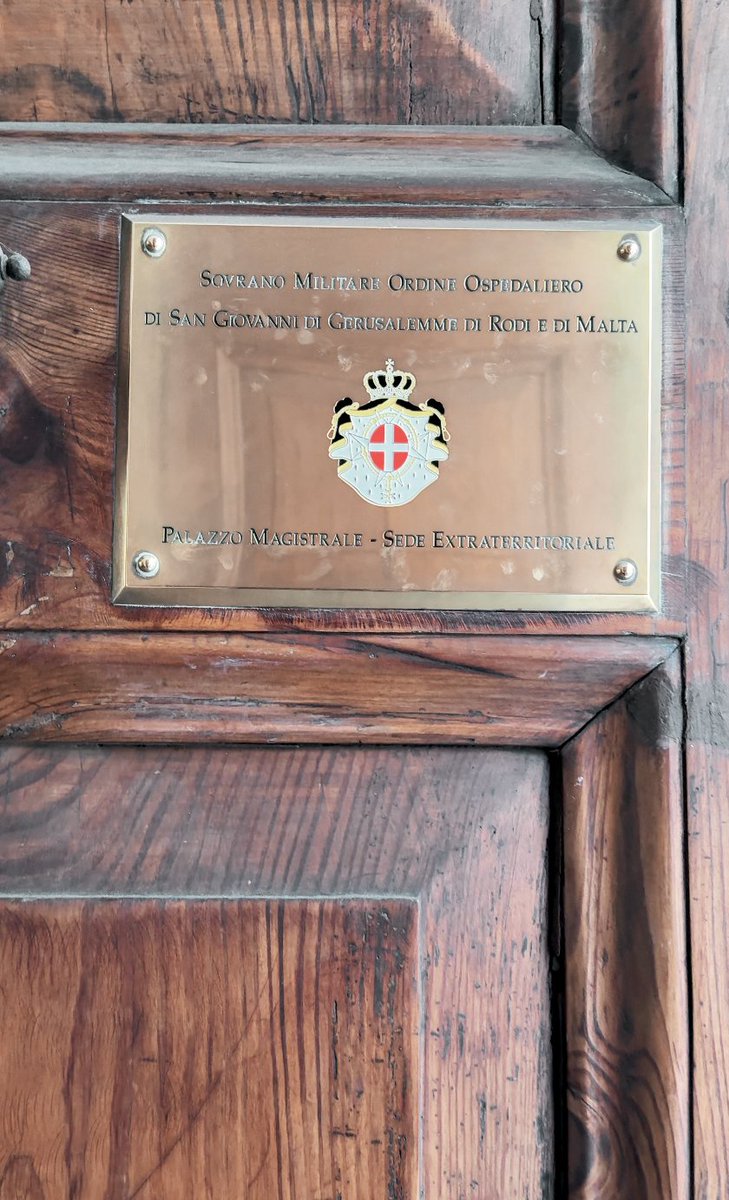 Sovrano Militare Ordine Ospedaliero
di San Giovanni di Gerusalemme di Rodi e di Malta
Palazzo Magistrale - Sede Extraterritoriale